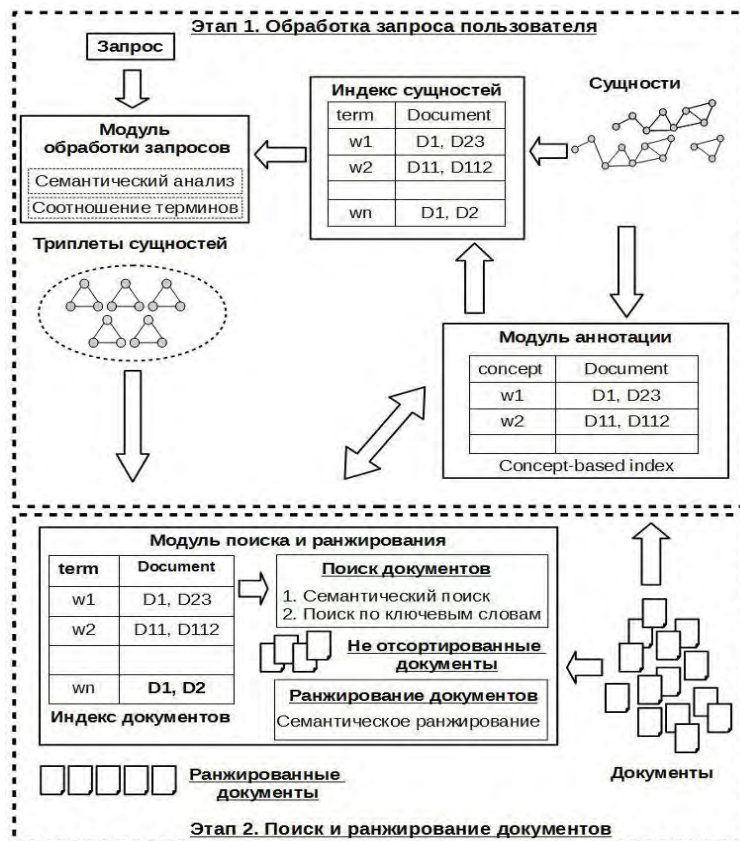 Этап 1. Обработка запроса пользователя
Запрос
Модуль
обработки запросов
Семантический анализ
Соотношение терминов
Индекс сущностей
term Document
w1 D1, D23
w2 D11, D112
wn D1, D2
Сущности
Триплеты сущностей
Модуль аннотации
concept Document
w1 D1, D23
w2 D11, D112
Concept-based index
Модуль поиска и ранжирования
term Document
w1 D1, D23
w2 D11, D112
wn D1, D2
Индекс документов
Поиск документов
1. Семантический поиск
2. Поиск по ключевым словам
Не отсортированные
документы
Ранжирование документов
Семантическое ранжирование
Документы
Ранжированные
документы
Этап 2. Поиск и ранжирование документов